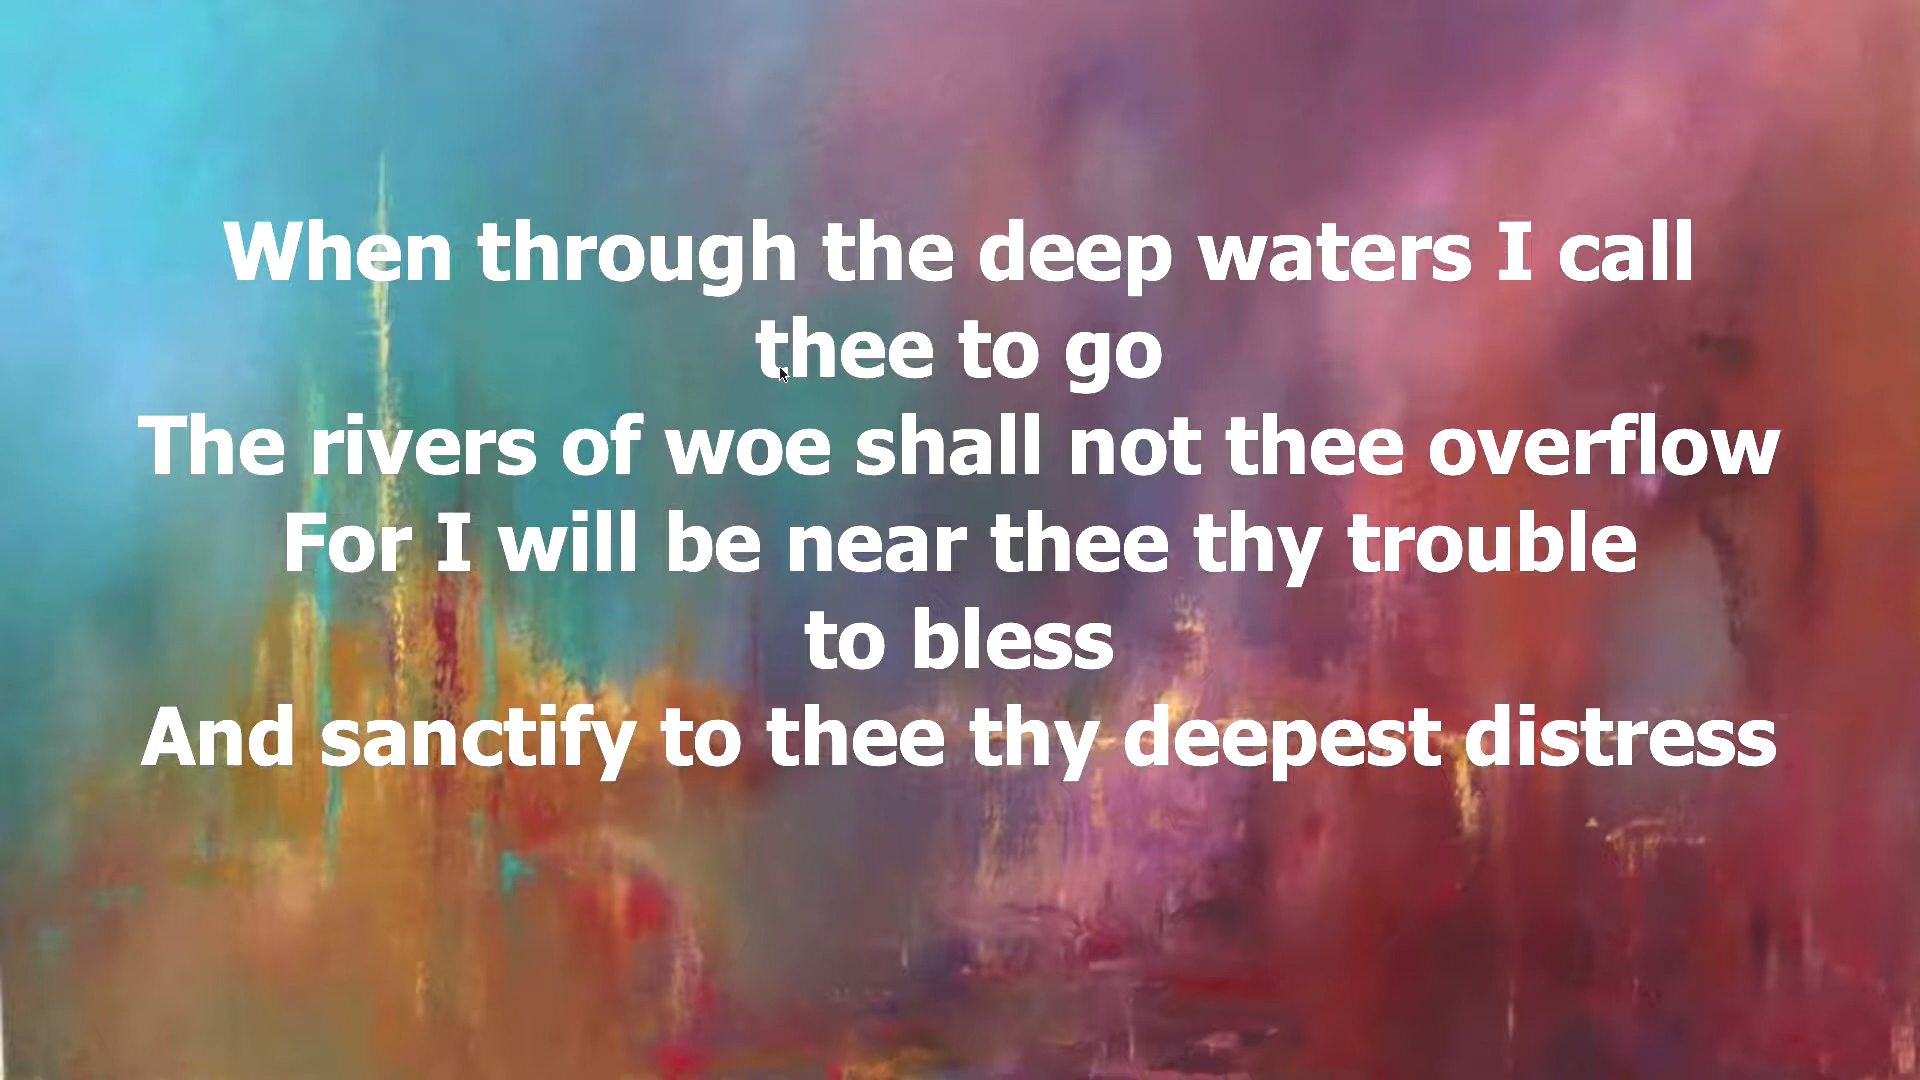 When through the deep waters I call
thee to go
The rivers of woe shall not thee overflow
For I will be near thee thy trouble
to bless
And sanctify to thee thy deepest distress